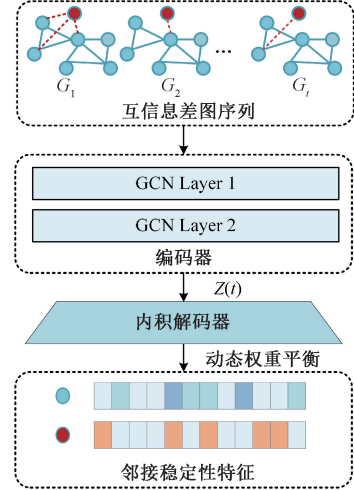 G1 G2 ... Gt
互信息差图序列
GCN Layer 1
GCN Layer 2
编码器
Z(t)
内积解码器
动态权重平衡
邻接稳定性特征